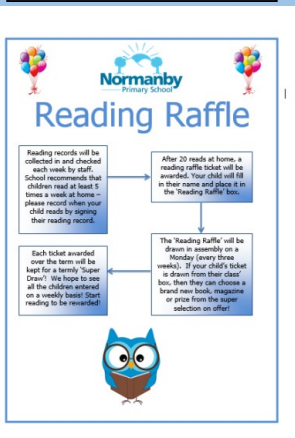 Normanby
Primary School
Reading Raffle
Reading records will be
collected in and checked
each week by staff.
School recommends that
children read at least 5
times a week at home –
please record when your
child reads by signing
their reading record.
After 20 reads at home, a
reading raffle ticket will be
awarded. Your child will fill
in their name and place it in
the 'Reading Raffle' box.
The 'Reading Raffle' will be
drawn in assembly on a
Monday (every three
weeks). If your child's ticket
is drawn from their class'
box, then they can choose a
brand new book, magazine
or prize from the super
selection on offer!
Each ticket awarded
over the term will be
kept for a termly 'Super
Draw'! We hope to see
all the children entered
on a weekly basis! Start
reading to be rewarded!